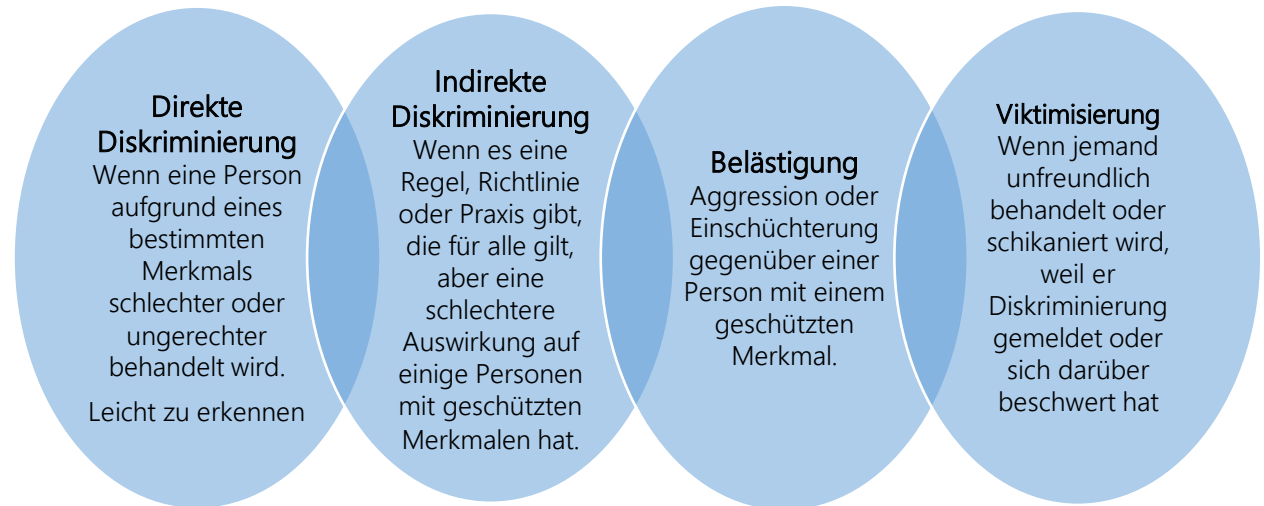 Direkte
Diskriminierung
Wenn eine Person
aufgrund eines
bestimmten
Merkmals
schlechter oder
ungerechter
behandelt wird.
Leicht zu erkennen
Indirekte
Diskriminierung
Wenn es eine
Regel, Richtlinie
oder Praxis gibt,
die für alle gilt,
aber eine
schlechtere
Auswirkung auf
einige Personen
mit geschützten
Merkmalen hat.
Belästigung
Aggression oder
Einschüchterung
gegenüber einer
Person mit einem
geschützten
Merkmal.
Viktimisierung
Wenn jemand
unfreundlich
behandelt oder
schikaniert wird,
weil er
Diskriminierung
gemeldet oder
sich darüber
beschwert hat